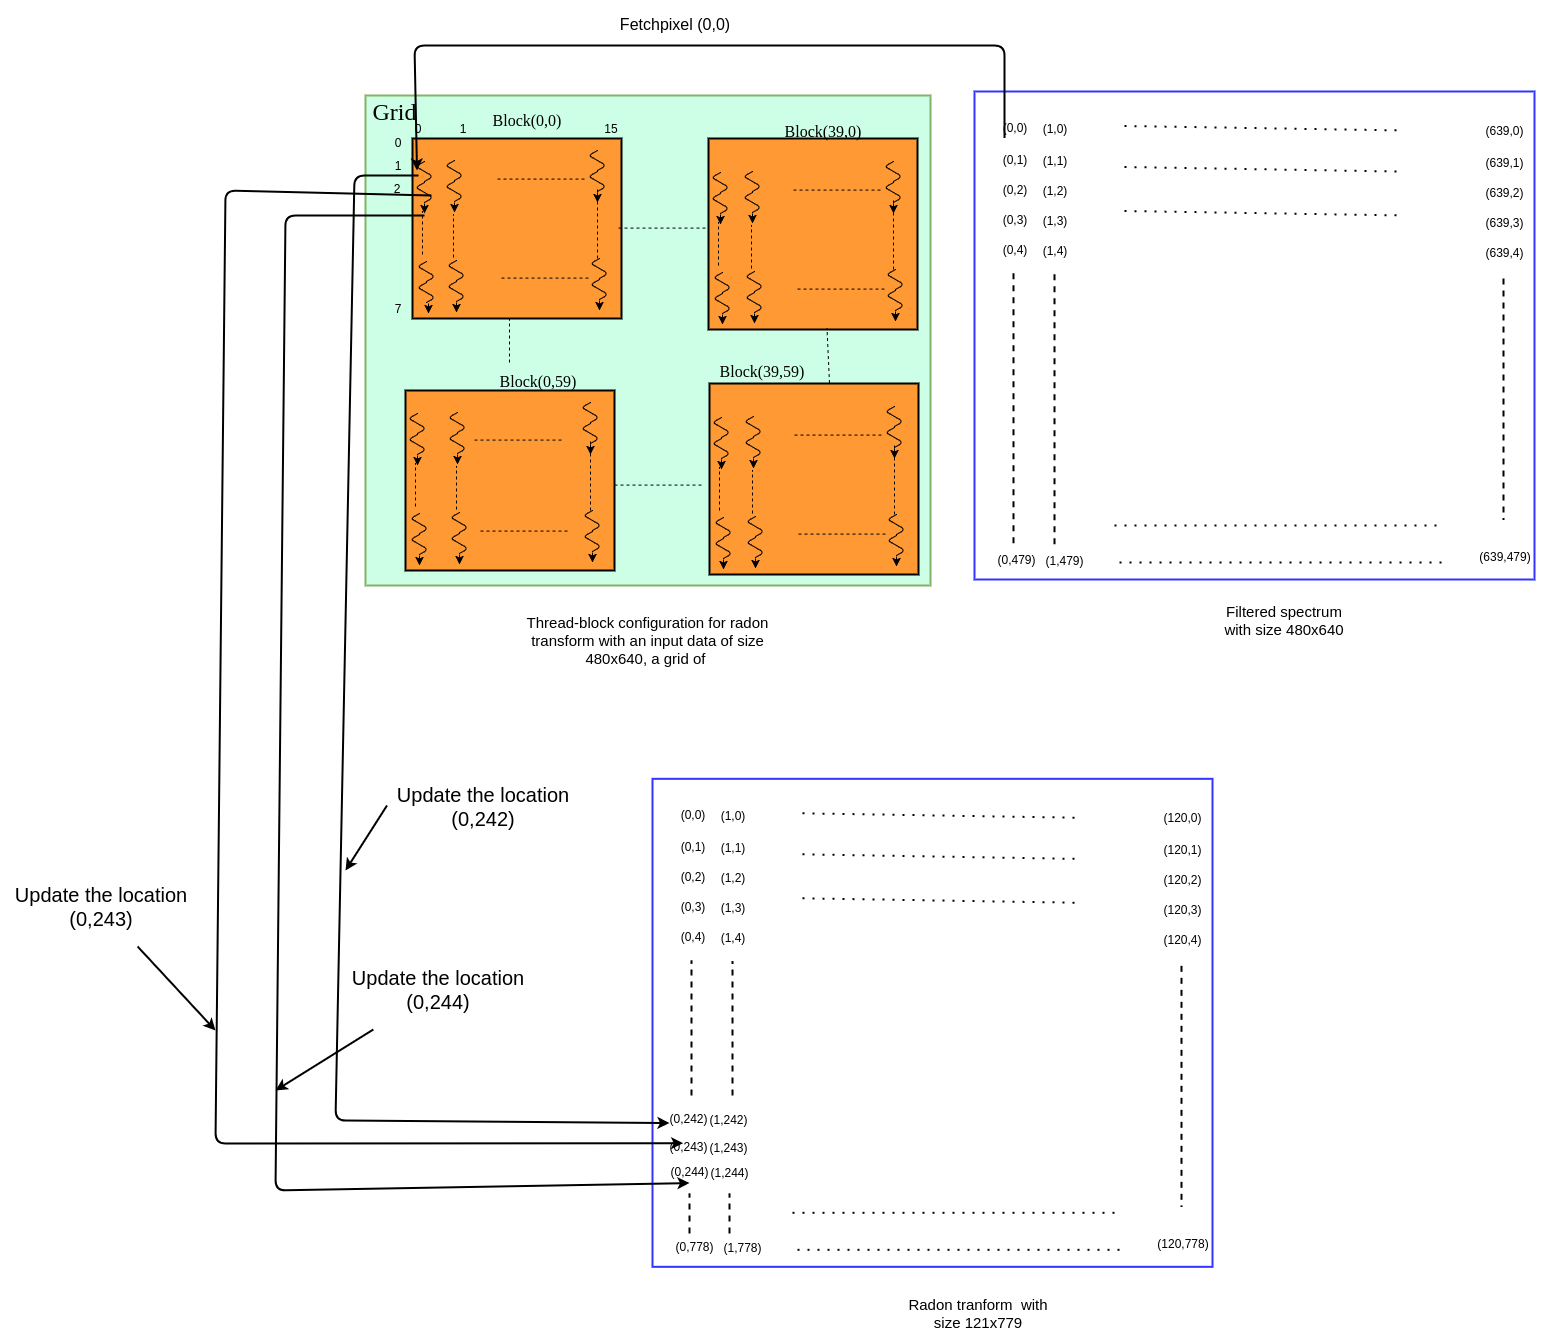 Fetchpixel (0,0)
Grid
Block(0,0)
0 1 15
0
1
2
7
Block(39,0)
Block(0,59)
Block(39,59)
Thread-block configuration for radon
transform with an input data of size
480x640, a grid of
(0,0) (1,0) (639,0)
(0,1) (1,1) (639,1)
(0,2) (1,2) (639,2)
(0,3) (1,3) (639,3)
(0,4) (1,4) (639,4)
(0,479) (1,479) (639,479)
Filtered spectrum
with size 480x640
Update the location
(0,242)
Update the location
(0,243)
Update the location
(0,244)
(0,0) (1,0) (120,0)
(0,1) (1,1) (120,1)
(0,2) (1,2) (120,2)
(0,3) (1,3) (120,3)
(0,4) (1,4) (120,4)
(0,242) (1,242)
(0,243) (1,243)
(0,244) (1,244)
(0,778) (1,778) (120,778)
Radon tranform with
size 121x779